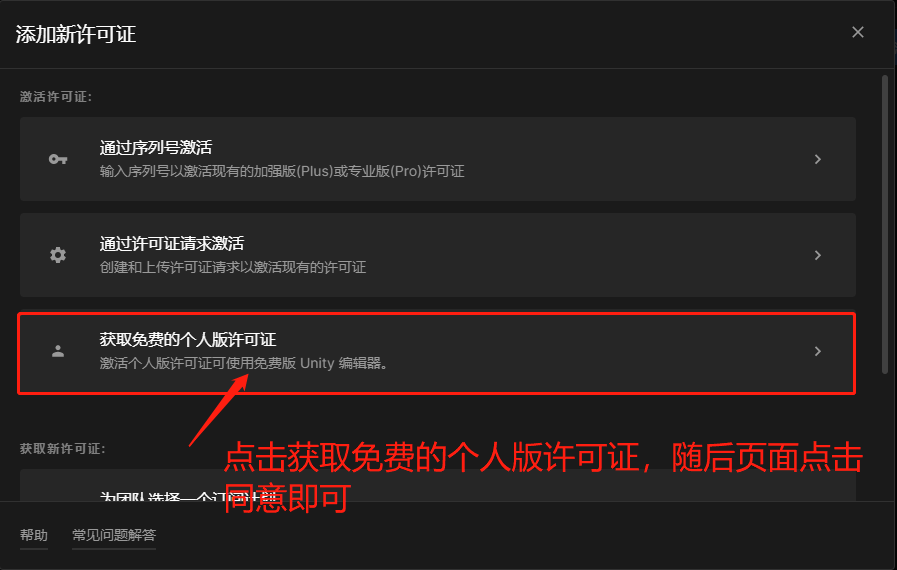 添加新许可证
激活许可证:
通过序列号激活
输入序列号以激活现有的加强版(Plus)或专业版(Pro)许可证
通过许可证请求激活
创建和上传许可证请求以激活现有的许可证
获取免费的个人版许可证
激活个人版许可证可使用免费版 Unity 编辑器。
点击获取免费的个人版许可证，随后页面点击
同意即可
获取新许可证:
为团队选择一个订阅计划
帮助
常见问题解答